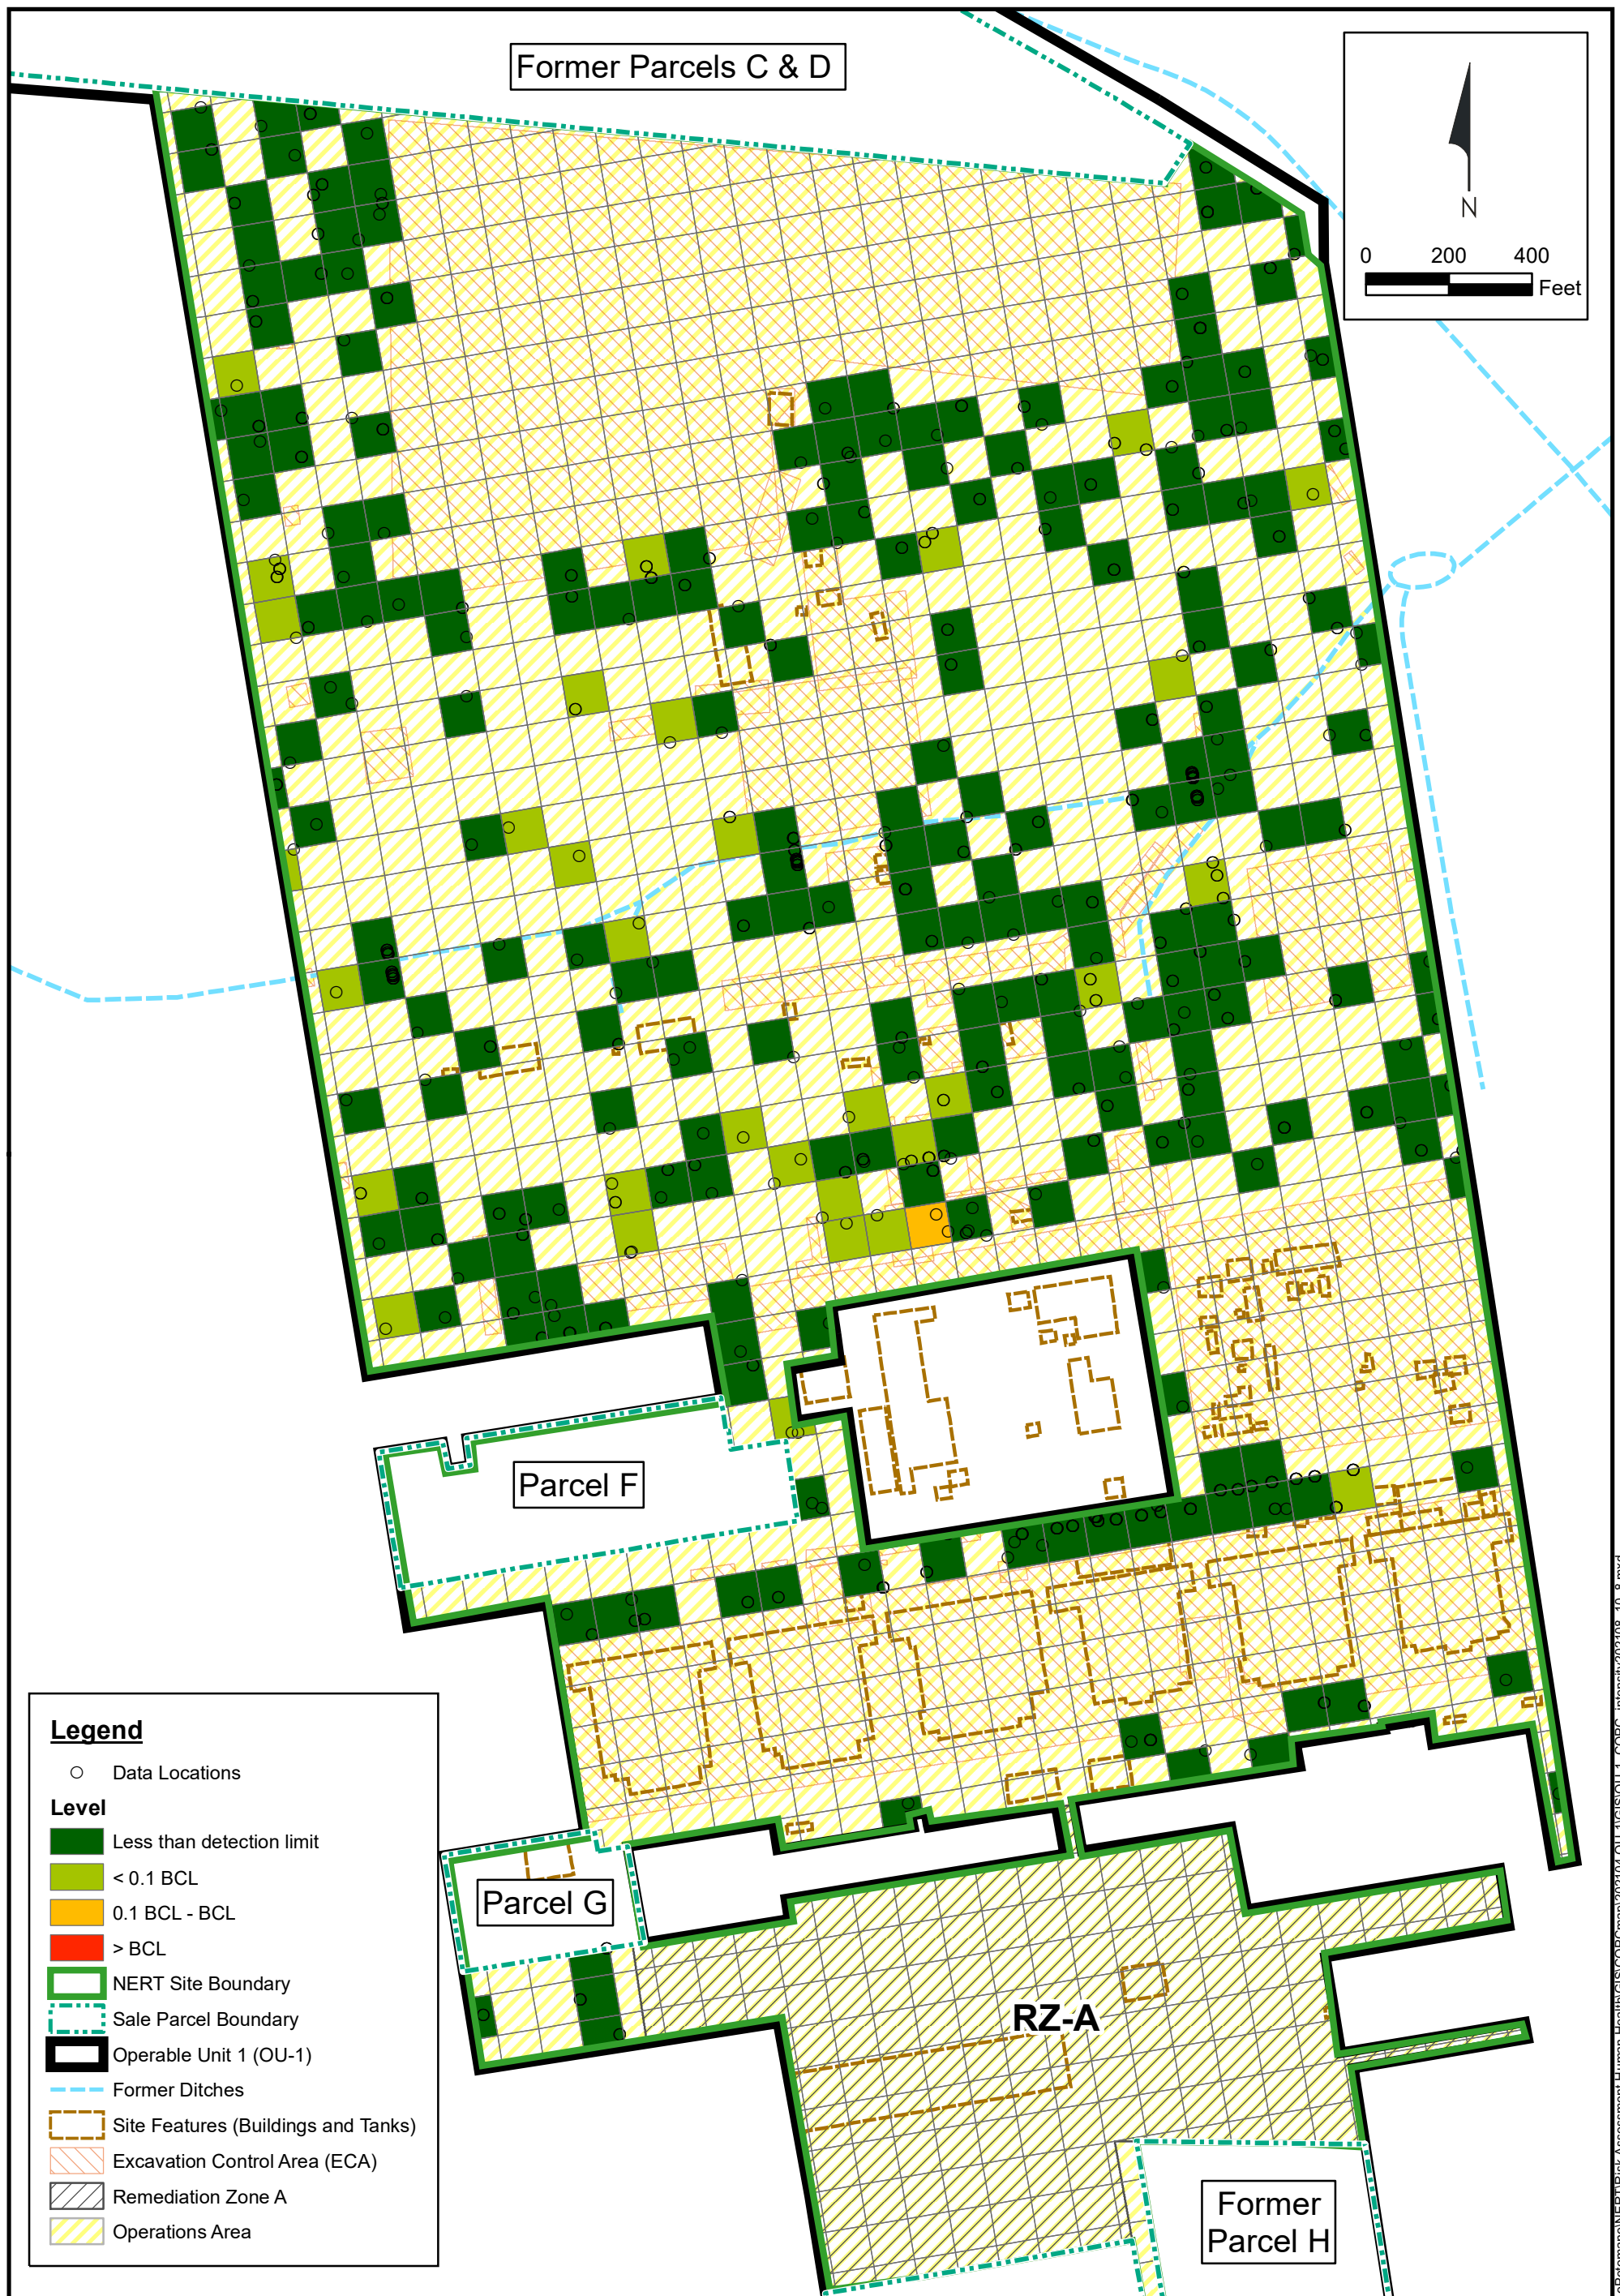 Former Parcels C & D
N
0 200 400
Feet
Parcel F
Parcel G
RZ-A
Former
Parcel H
Legend
Data Locations
Level
Less than detection limit
< 0.1 BCL
0.1 BCL - BCL
> BCL
NERT Site Boundary
Sale Parcel Boundary
Operable Unit 1 (OU-1)
Former Ditches
Site Features (Buildings and Tanks)
Excavation Control Area (ECA)
Remediation Zone A
Operations Area